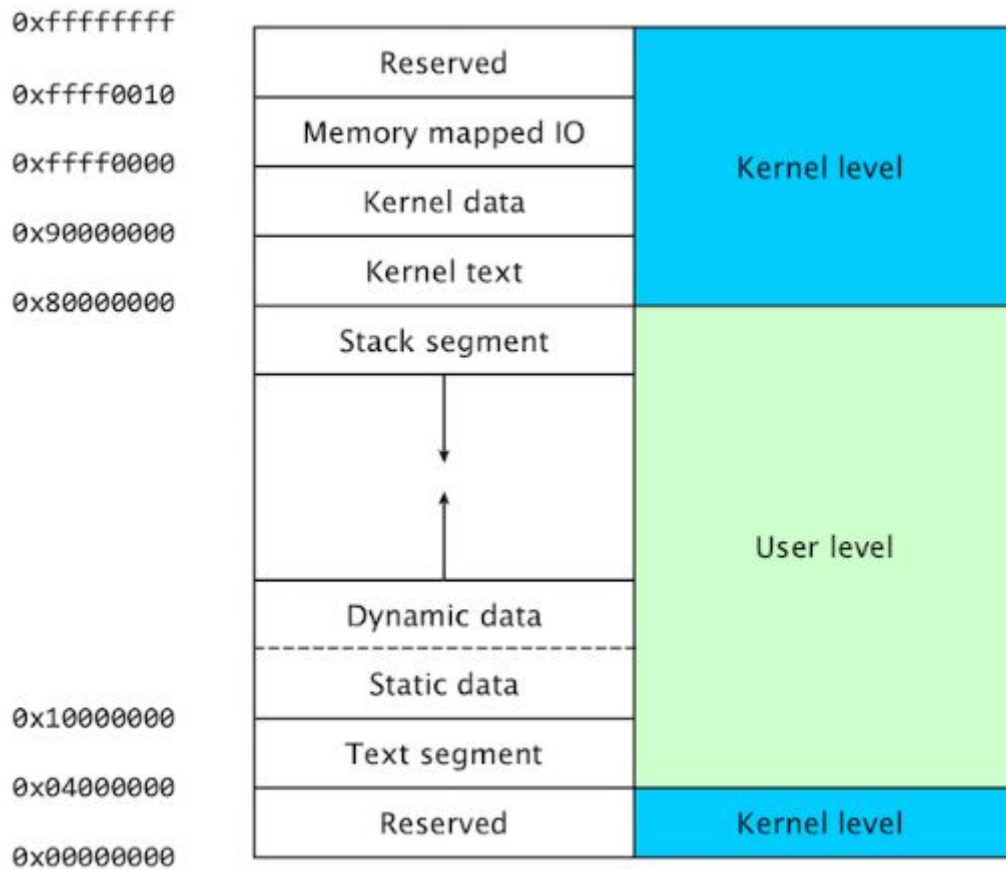 0xffffffff
Reserved
0xffff0010
Memory mapped IO
Kernel level
0xffff0000
Kernel data
0x90000000
Kernel text
0x80000000
Stack segment
User level
Dynamic data
Static data
0x10000000
Text segment
0x04000000
Reserved
Kernel level
0x00000000